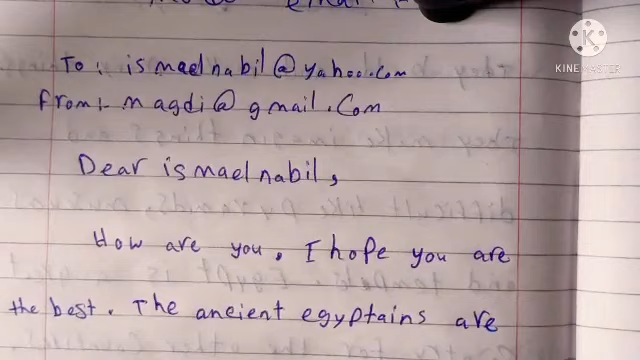 To: ismaelnabil@yahoo.com
from:- magdi@gmail.Com
Dear ismaelnabil,
How are you, I hope you are
the best. The ancient egyptains are
KINEMASTER